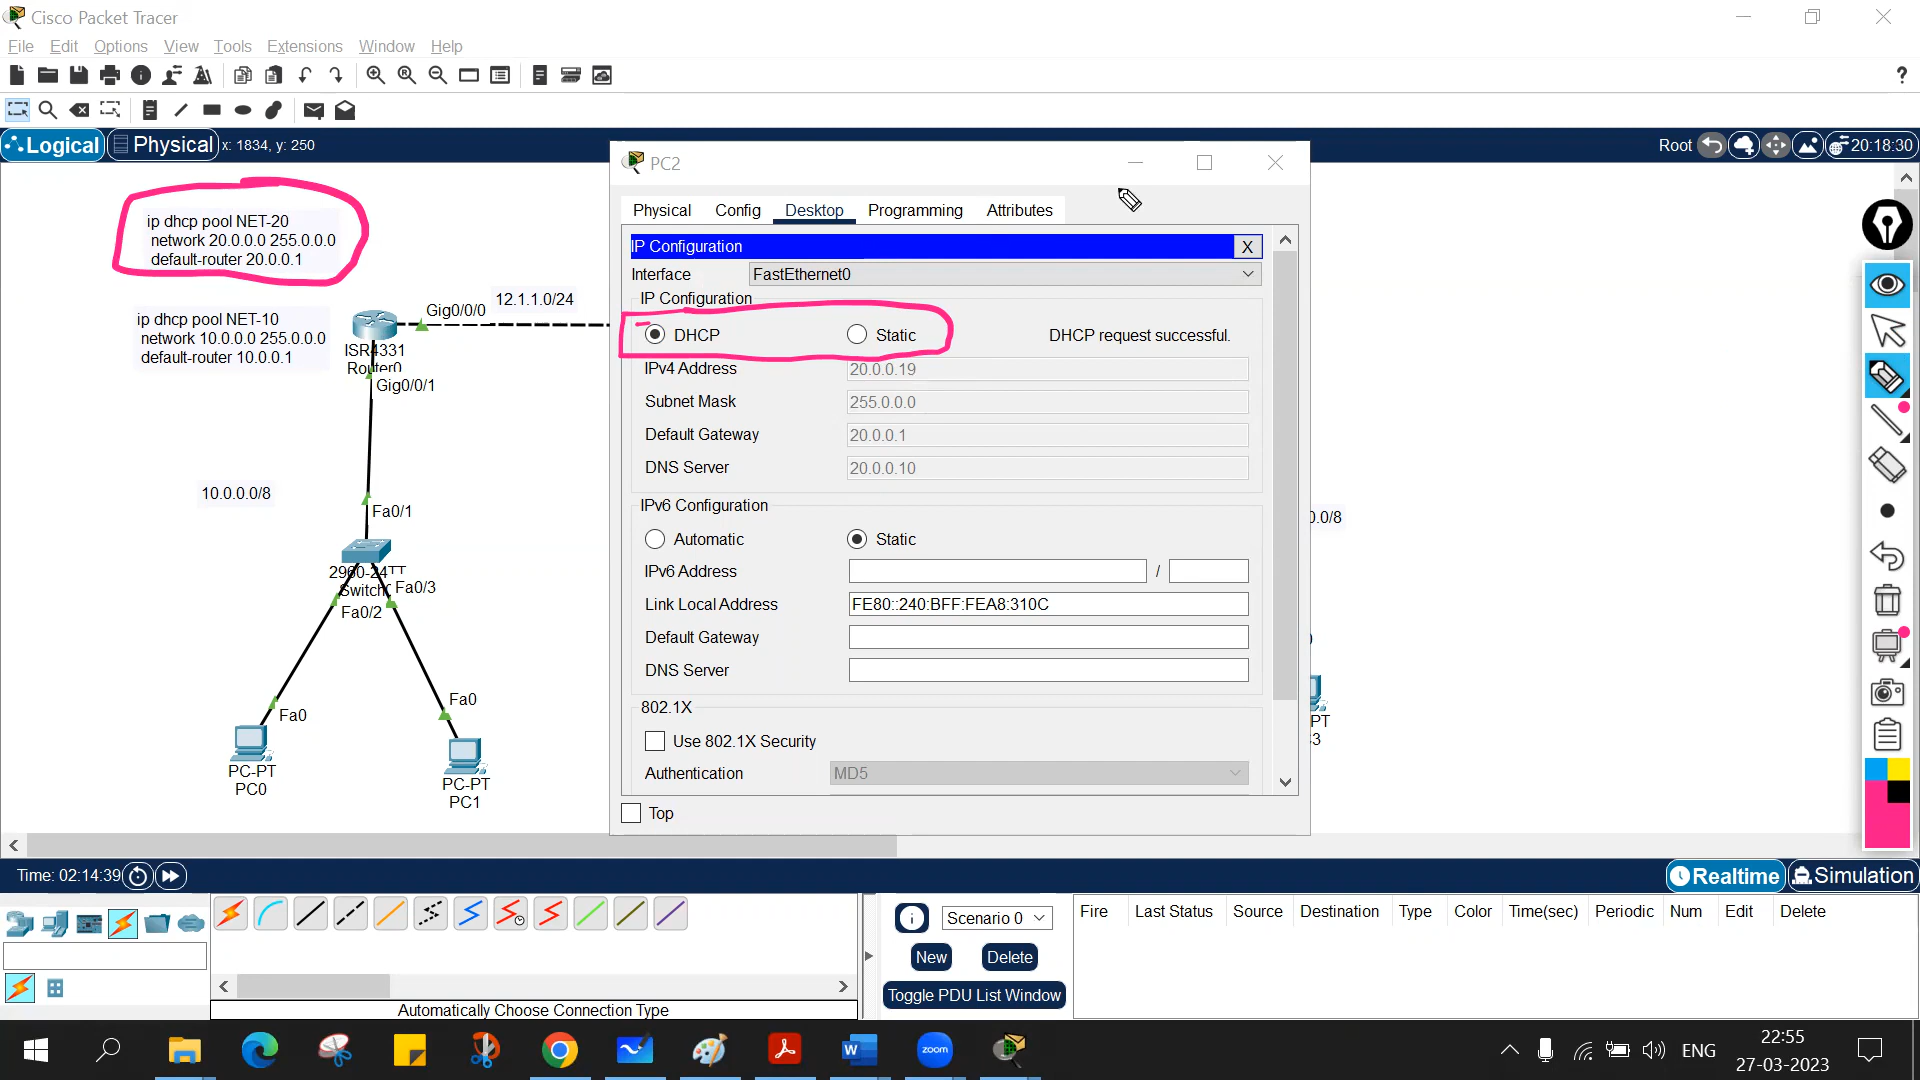 Cisco Packet Tracer
File Edit Options View Tools Extensions Window Help
?
Logical Physical x: 1834, y: 250
Root 20:18:30
ip dhcp pool NET-20
network 20.0.0.0 255.0.0.0
default-router 20.0.0.1
ip dhcp pool NET-10
network 10.0.0.0 255.0.0.0
default-router 10.0.0.1
Gig0/0/0
12.1.1.0/24
ISR4331
Router0
Gig0/0/1
10.0.0.0/8
Fa0/1
2960-24TT
Fa0/3
Fa0/2
Fa0
Fa0
PC-PT
PC0
PC-PT
PC1
PC2
Physical Config Desktop Programming Attributes
IP Configuration X
Interface FastEthernet0
IP Configuration
DHCP Static DHCP request successful.
IPv4 Address 20.0.0.19
Subnet Mask 255.0.0.0
Default Gateway 20.0.0.1
DNS Server 20.0.0.10
IPv6 Configuration
Automatic Static
IPv6 Address /
Link Local Address FE80::240:BFF:FEA8:310C
Default Gateway
DNS Server
802.1X
Use 802.1X Security
Authentication MD5
Top
0.0/8
PT
3
Time: 02:14:39
Realtime Simulation
Scenario 0
New Delete
Toggle PDU List Window
Fire Last Status Source Destination Type Color Time(sec) Periodic Num Edit Delete
Automatically Choose Connection Type
zoom
ENG
22:55
27-03-2023